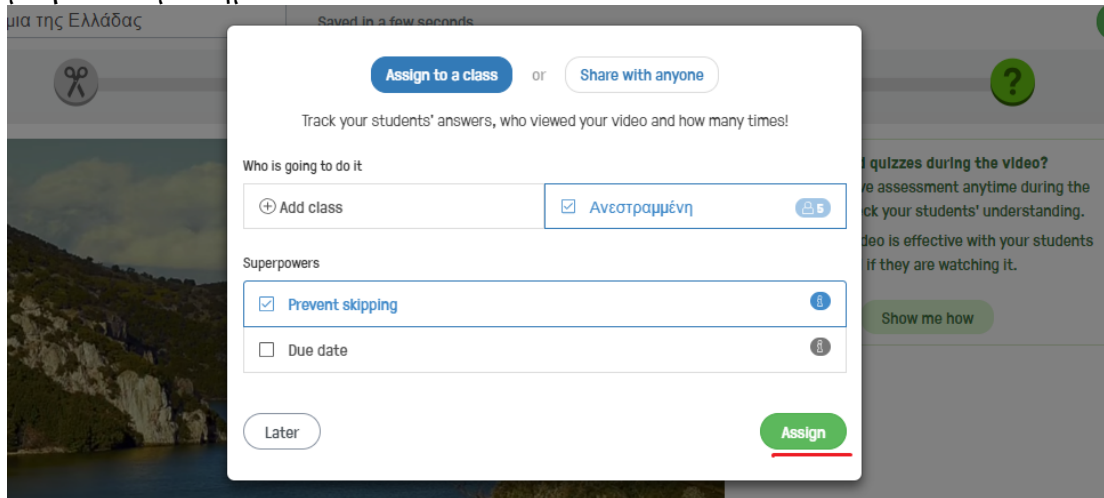 μια της Ελλάδας
Saved in a few seconds
Assign to a class or Share with anyone
Track your students' answers, who viewed your video and how many times!
Who is going to do it
Add class
Ανεστραμμένη 5
Superpowers
Prevent skipping
Due date
Later
Assign
?
quizzes during the video?
assessment anytime during the
ck your students' understanding.
deo is effective with your students
if they are watching it.
Show me how